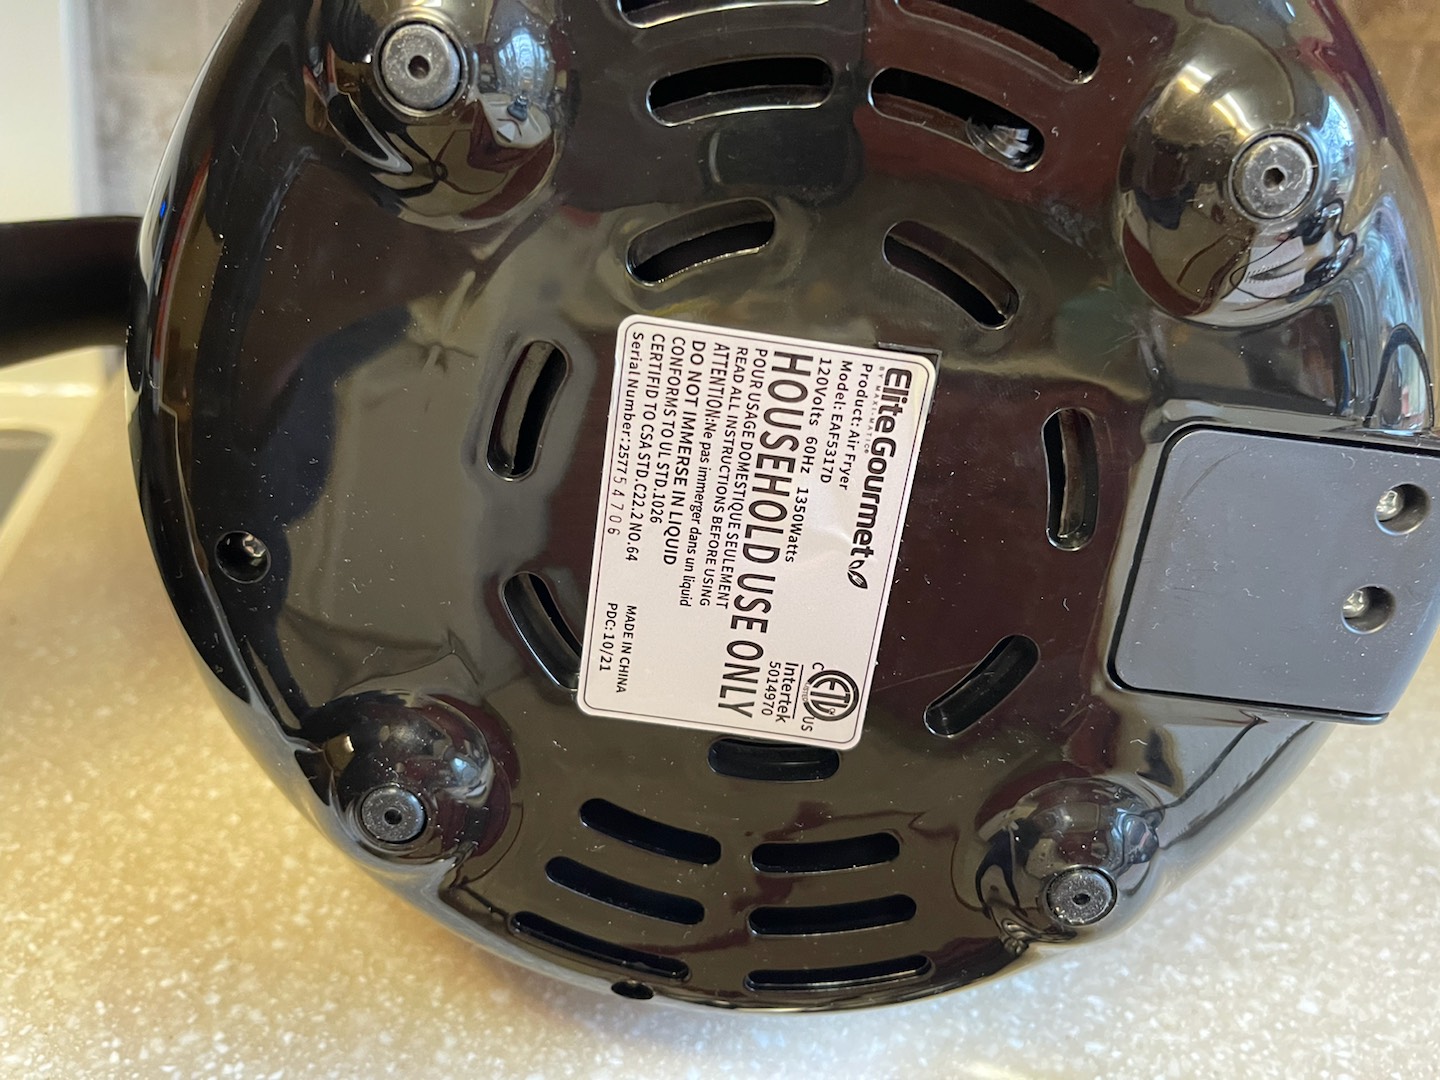 Elite Gourmet
BY MAXI-MATIC®
Product: Air Fryer
Model: EAF5317D
120Volts 60Hz 1350Watts
HOUSEHOLD USE ONLY
POUR USAGE DOMESTIQUE SEULEMENT
READ ALL INSTRUCTIONS BEFORE USING
ATTENTION:Ne pas immerger dans un liquid
DO NOT IMMERSE IN LIQUID
CONFORMS TO UL STD.1026
CERTIFID TO CSA STD.C22.2 NO.64
Serial Number:257754706
C ETL US
Intertek
5014970
MADE IN CHINA
PDC:10/21